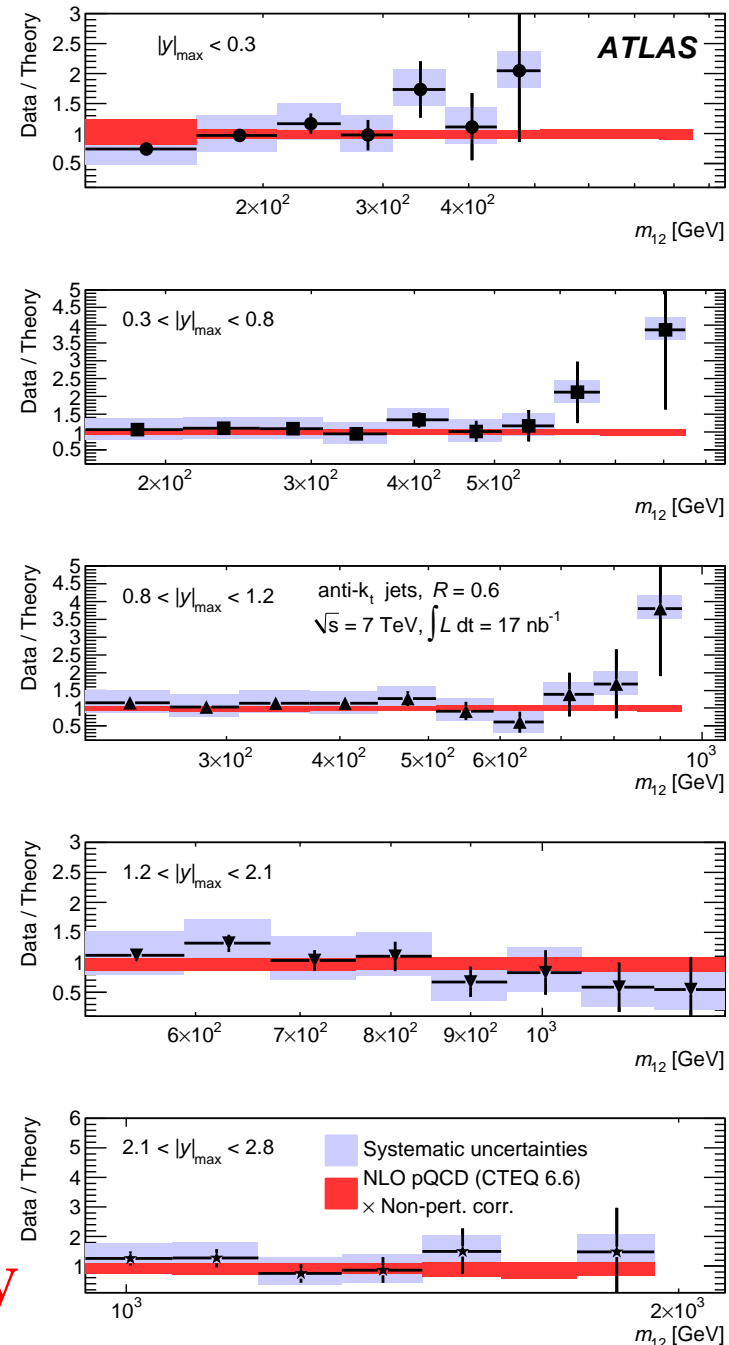 3
|y|max < 0.3
ATLAS
2.5
2
1.5
1
0.5
Data / Theory
2×10² 3×10² 4×10²
m12 [GeV]
5
4.5
0.3 < |y|max < 0.8
4
3.5
3
2.5
2
1.5
1
0.5
Data / Theory
2×10² 3×10² 4×10² 5×10²
m12 [GeV]
5
4.5
0.8 < |y|max < 1.2
anti-kt jets, R = 0.6
√s = 7 TeV, ∫L dt = 17 nb⁻¹
4
3.5
3
2.5
2
1.5
1
0.5
Data / Theory
3×10² 4×10² 5×10² 6×10² 10³
m12 [GeV]
3
1.2 < |y|max < 2.1
2.5
2
1.5
1
0.5
Data / Theory
6×10² 7×10² 8×10² 9×10² 10³
m12 [GeV]
6
2.1 < |y|max < 2.8
Systematic uncertainties
NLO pQCD (CTEQ 6.6)
× Non-pert. corr.
5
4
3
2
1
Data / Theory
y
10³ 2×10³
m12 [GeV]